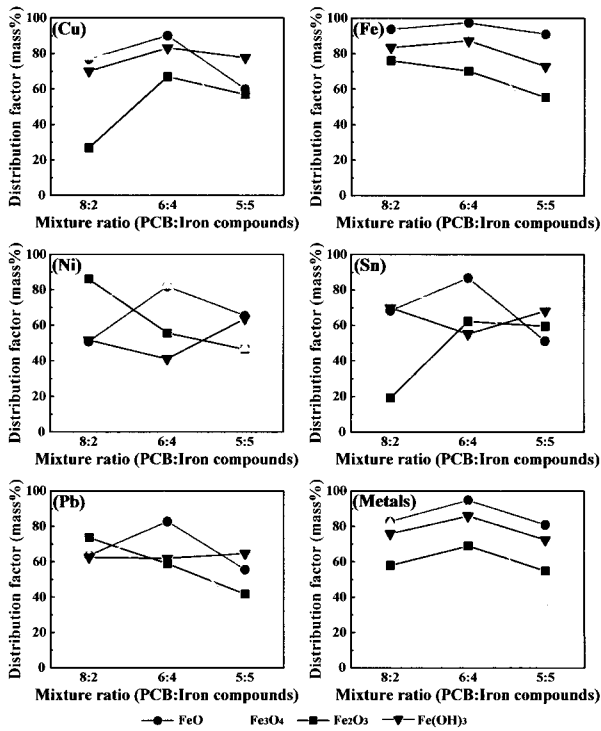 (Cu)
Distribution factor (mass%)
100
80
60
40
20
0
8:2 6:4 5:5
Mixture ratio (PCB:Iron compounds)
(Fe)
Distribution factor (mass%)
100
80
60
40
20
0
8:2 6:4 5:5
Mixture ratio (PCB:Iron compounds)
(Ni)
Distribution factor (mass%)
100
80
60
40
20
0
8:2 6:4 5:5
Mixture ratio (PCB:Iron compounds)
(Sn)
Distribution factor (mass%)
100
80
60
40
20
0
8:2 6:4 5:5
Mixture ratio (PCB:Iron compounds)
(Pb)
Distribution factor (mass%)
100
80
60
40
20
0
8:2 6:4 5:5
Mixture ratio (PCB:Iron compounds)
(Metals)
Distribution factor (mass%)
100
80
60
40
20
0
8:2 6:4 5:5
Mixture ratio (PCB:Iron compounds)
FeO Fe3O4 Fe2O3 Fe(OH)3